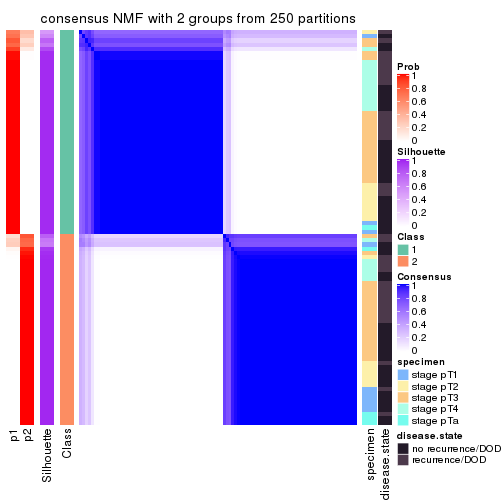 consensus NMF with 2 groups from 250 partitions
Prob
1
0.8
0.6
0.4
0.2
0
Silhouette
1
0.8
0.6
0.4
0.2
0
Class
1
2
Consensus
1
0.8
0.6
0.4
0.2
0
specimen
stage pT1
stage pT2
stage pT3
stage pT4
stage pTa
disease.state
no recurrence/DOD
recurrence/DOD
p1
p2
Silhouette
Class
specimen
disease.state